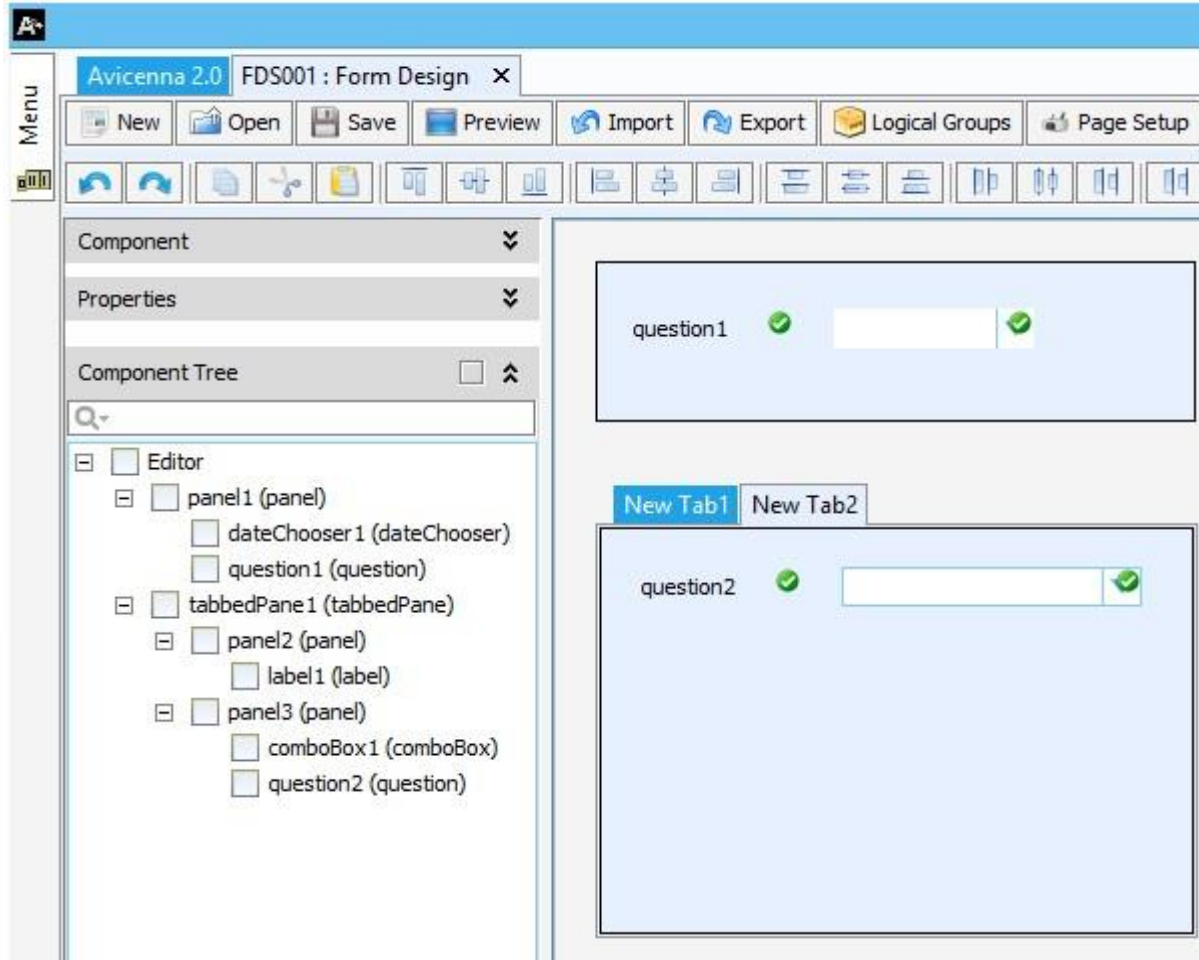 A+
Menu
Avicenna 2.0 FDS001 : Form Design X
New Open Save Preview Import Export Logical Groups Page Setup
Component
Properties
Component Tree
Editor
panel1 (panel)
dateChooser1 (dateChooser)
question1 (question)
tabbedPane1 (tabbedPane)
panel2 (panel)
label1 (label)
panel3 (panel)
comboBox1 (comboBox)
question2 (question)
question1
New Tab1 New Tab2
question2